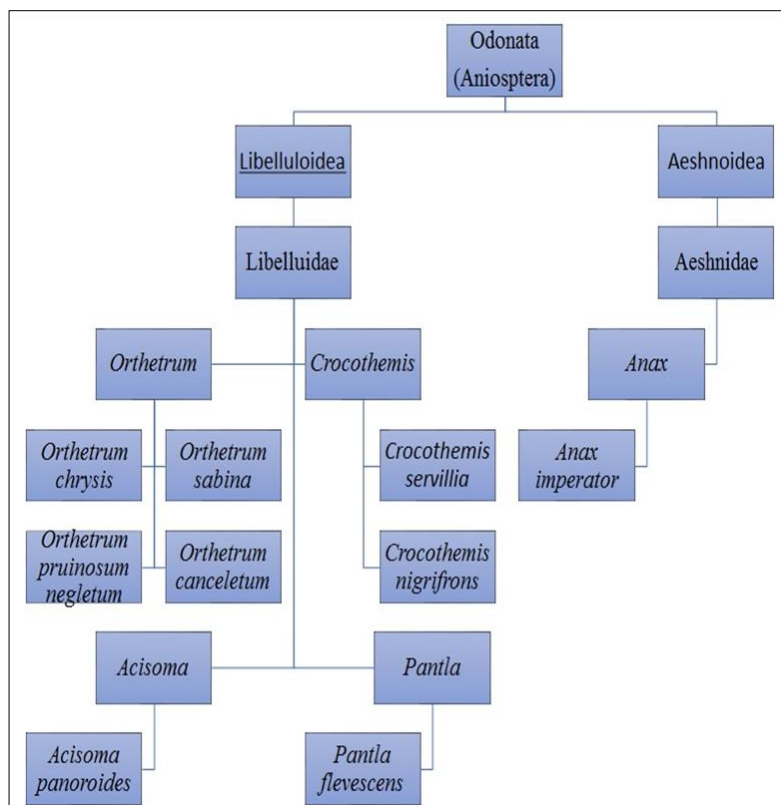 Odonata
(Aniosptera)
Libelluloidea
Aeshnoidea
Libelluidae
Aeshnidae
Orthetrum
Crocothemis
Anax
Orthetrum
chrysis
Orthetrum
sabina
Crocothemis
servillia
Anax
imperator
Orthetrum
pruinosum
negletum
Orthetrum
canceletum
Crocothemis
nigrifrons
Acisoma
Pantla
Acisoma
panoroides
Pantla
flevescens